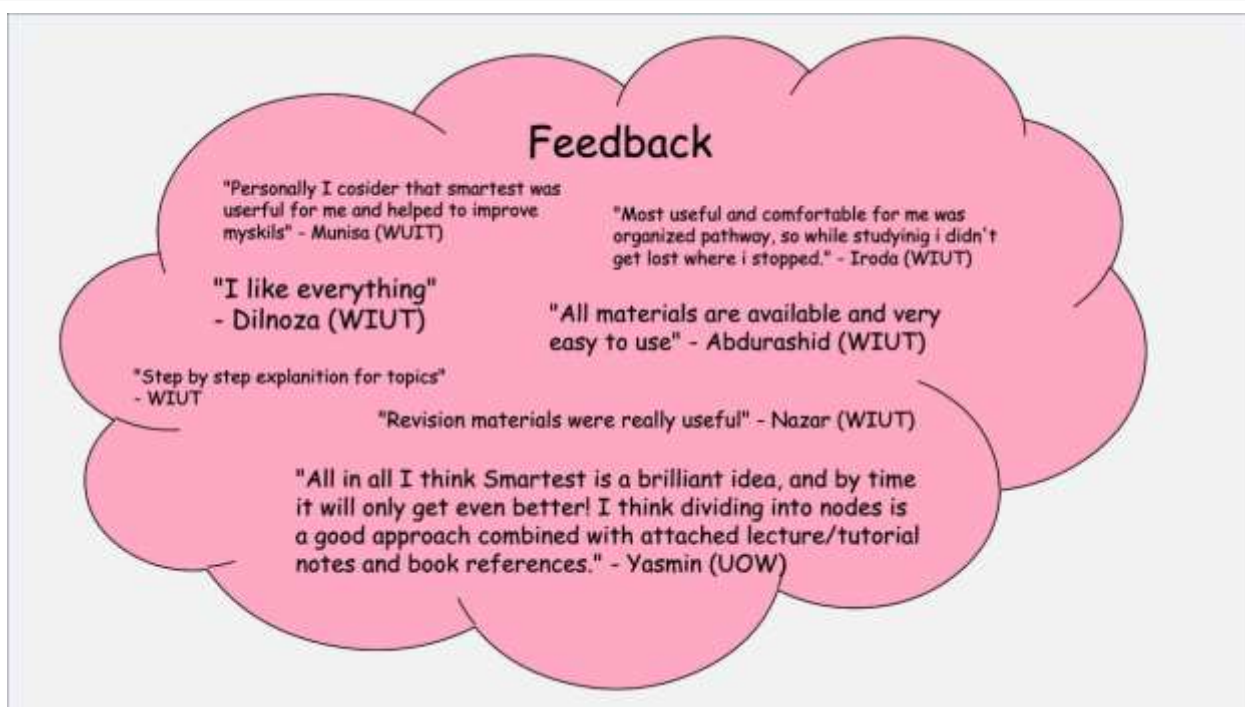 Feedback
"Personally I cosider that smartest was
userful for me and helped to improve
myskils" - Munisa (WUIT)
"Most useful and comfortable for me was
organized pathway, so while studyinig i didn't
get lost where i stopped." - Iroda (WIUT)
"I like everything"
- Dilnoza (WIUT)
"All materials are available and very
easy to use" - Abdurashid (WIUT)
"Step by step explanition for topics"
- WIUT
"Revision materials were really useful" - Nazar (WIUT)
"All in all I think Smartest is a brilliant idea, and by time
it will only get even better! I think dividing into nodes is
a good approach combined with attached lecture/tutorial
notes and book references." - Yasmin (UOW)